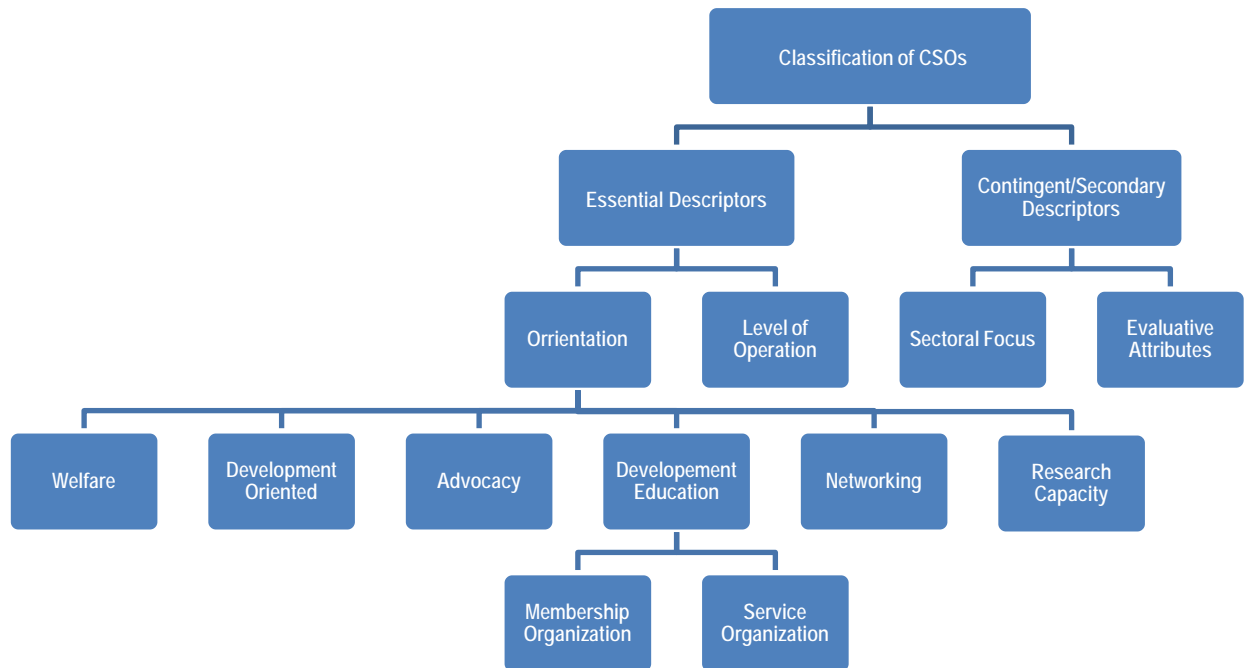 Classification of CSOs
Essential Descriptors
Contingent/Secondary
Descriptors
Orrientation
Level of
Operation
Sectoral Focus
Evaluative
Attributes
Welfare
Development
Oriented
Advocacy
Developement
Education
Networking
Research
Capacity
Membership
Organization
Service
Organization